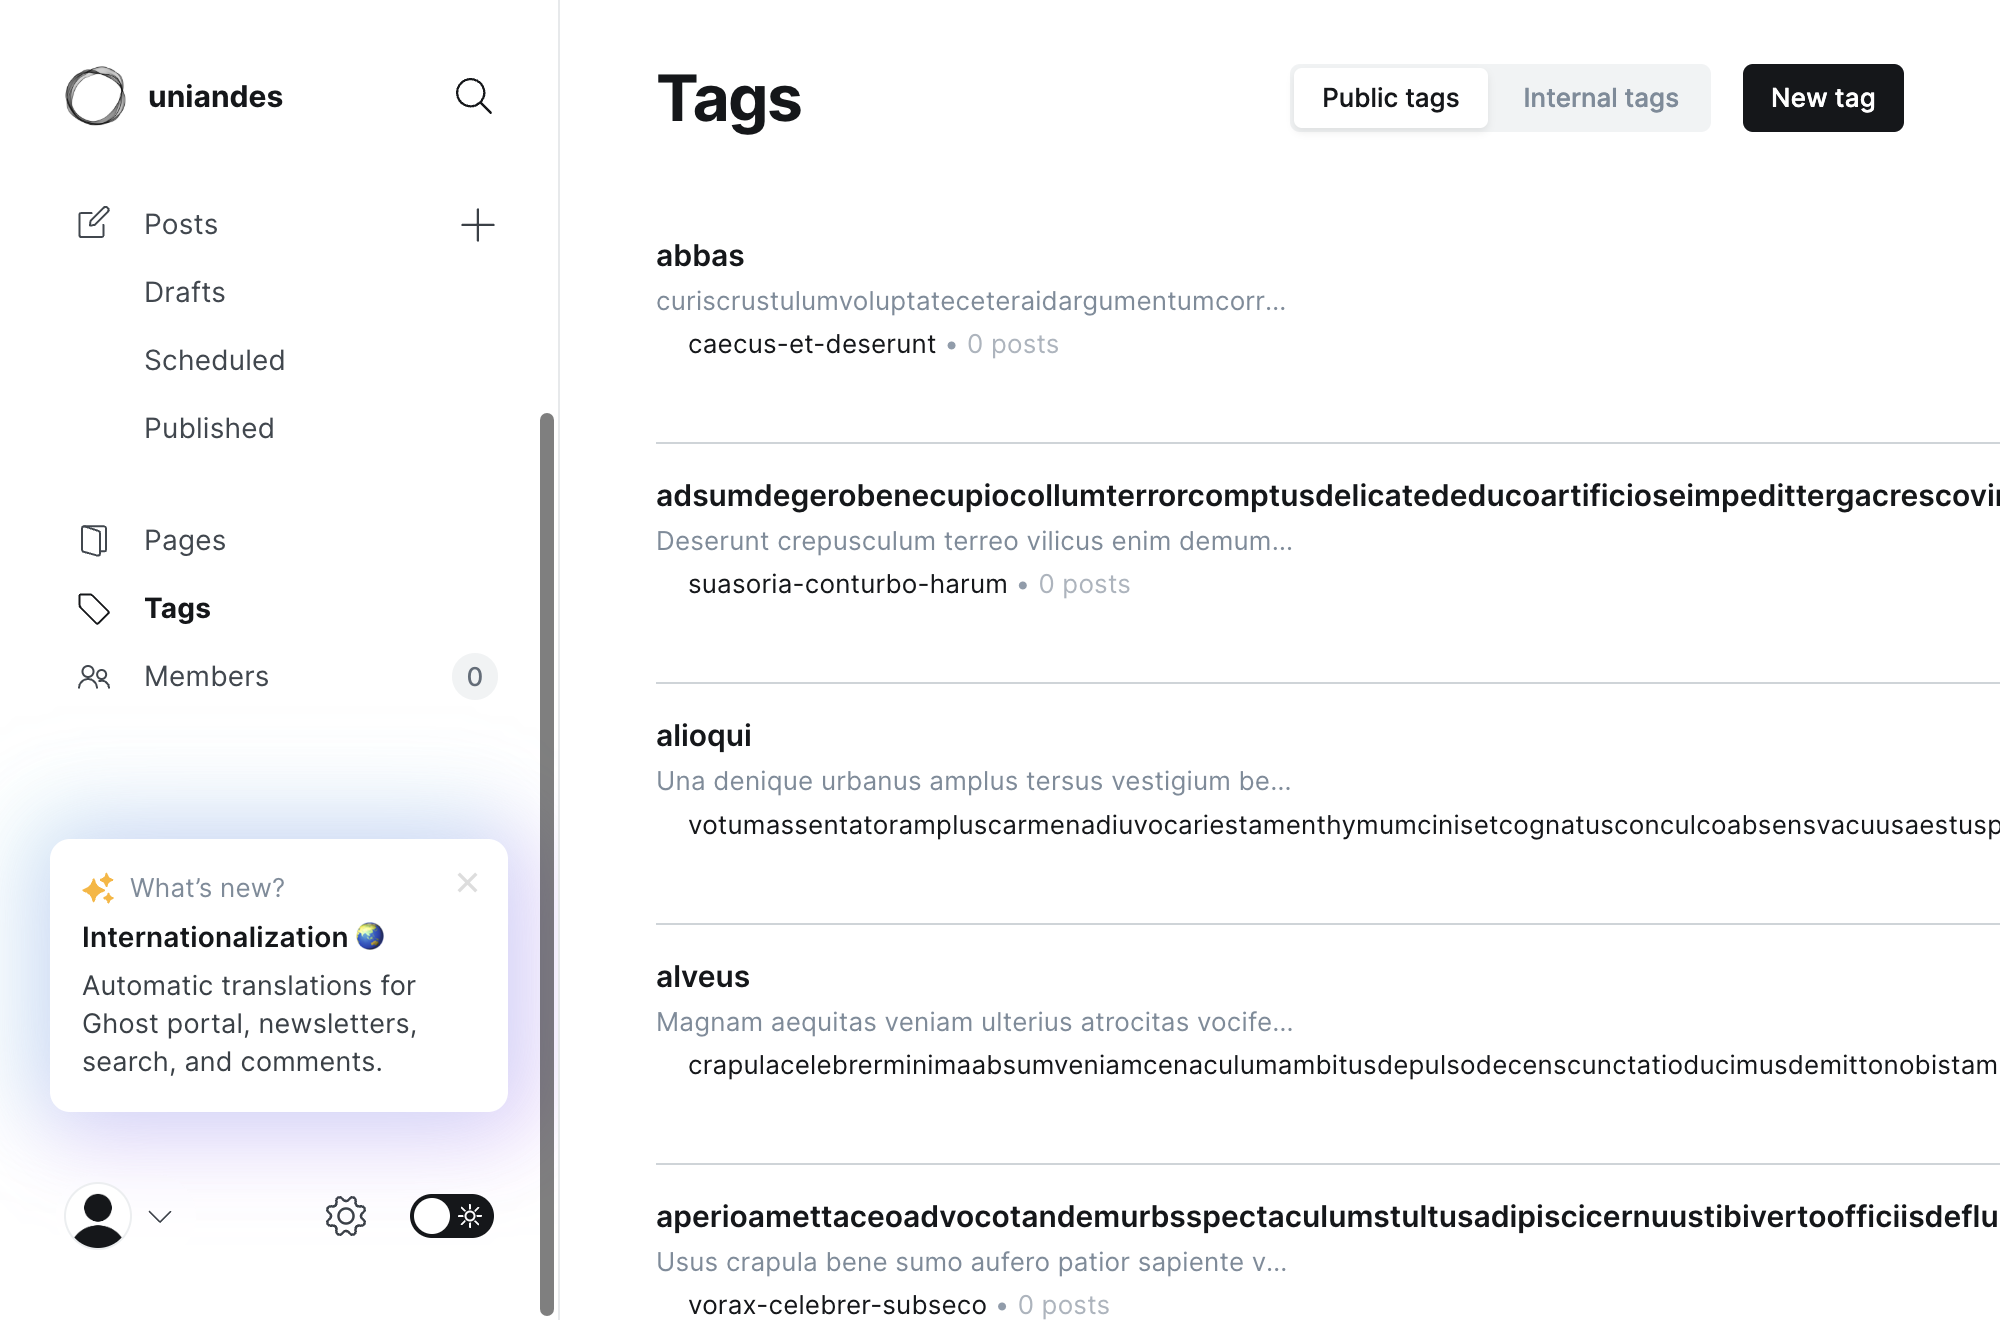 uniandes
Posts
Drafts
Scheduled
Published
Pages
Tags
Members
0
What's new?
Internationalization 🌏
Automatic translations for
Ghost portal, newsletters,
search, and comments.
Tags
Public tags
Internal tags
New tag
abbas
curiscrustulumvoluptateceteraidargumentumcorr...
caecus-et-deserunt • 0 posts
adsumdegerobenecupiocollumterrorcomptusdelicatededucoartificioseimpedittergacrescovin
Deserunt crepusculum terreo vilicus enim demum...
suasoria-conturbo-harum • 0 posts
alioqui
Una denique urbanus amplus tersus vestigium be...
votumassentatorampluscarmenadiuvocariestamenthymumcinisetcognatusconculcoabsensvacuusaestusp
alveus
Magnam aequitas veniam ulterius atrocitas vocife...
crapulacelebrerminimaabsumveniamcenaculumambitusdepulsodecenscunctatioducimusdemittonobistam
aperioamettaceoadvocotandemurbsspectaculumstultusadipiscicernuustibivertoofficiisdeflu
Usus crapula bene sumo aufero patior sapiente v...
vorax-celebrer-subseco • 0 posts